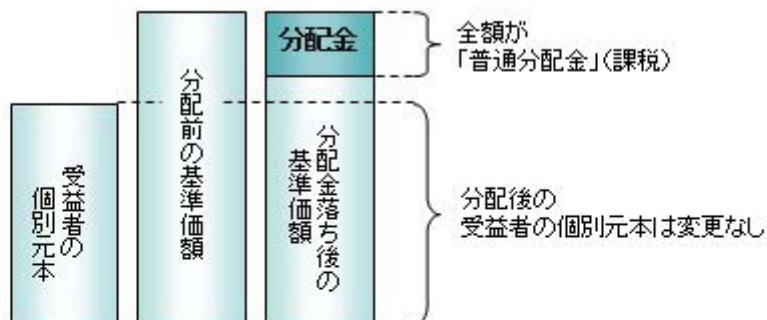 受益者の
個別元本
分配前の基準価額
分配金
分配金落ち後の
基準価額
全額が
「普通分配金」(課税)
分配後の
受益者の個別元本は変更なし